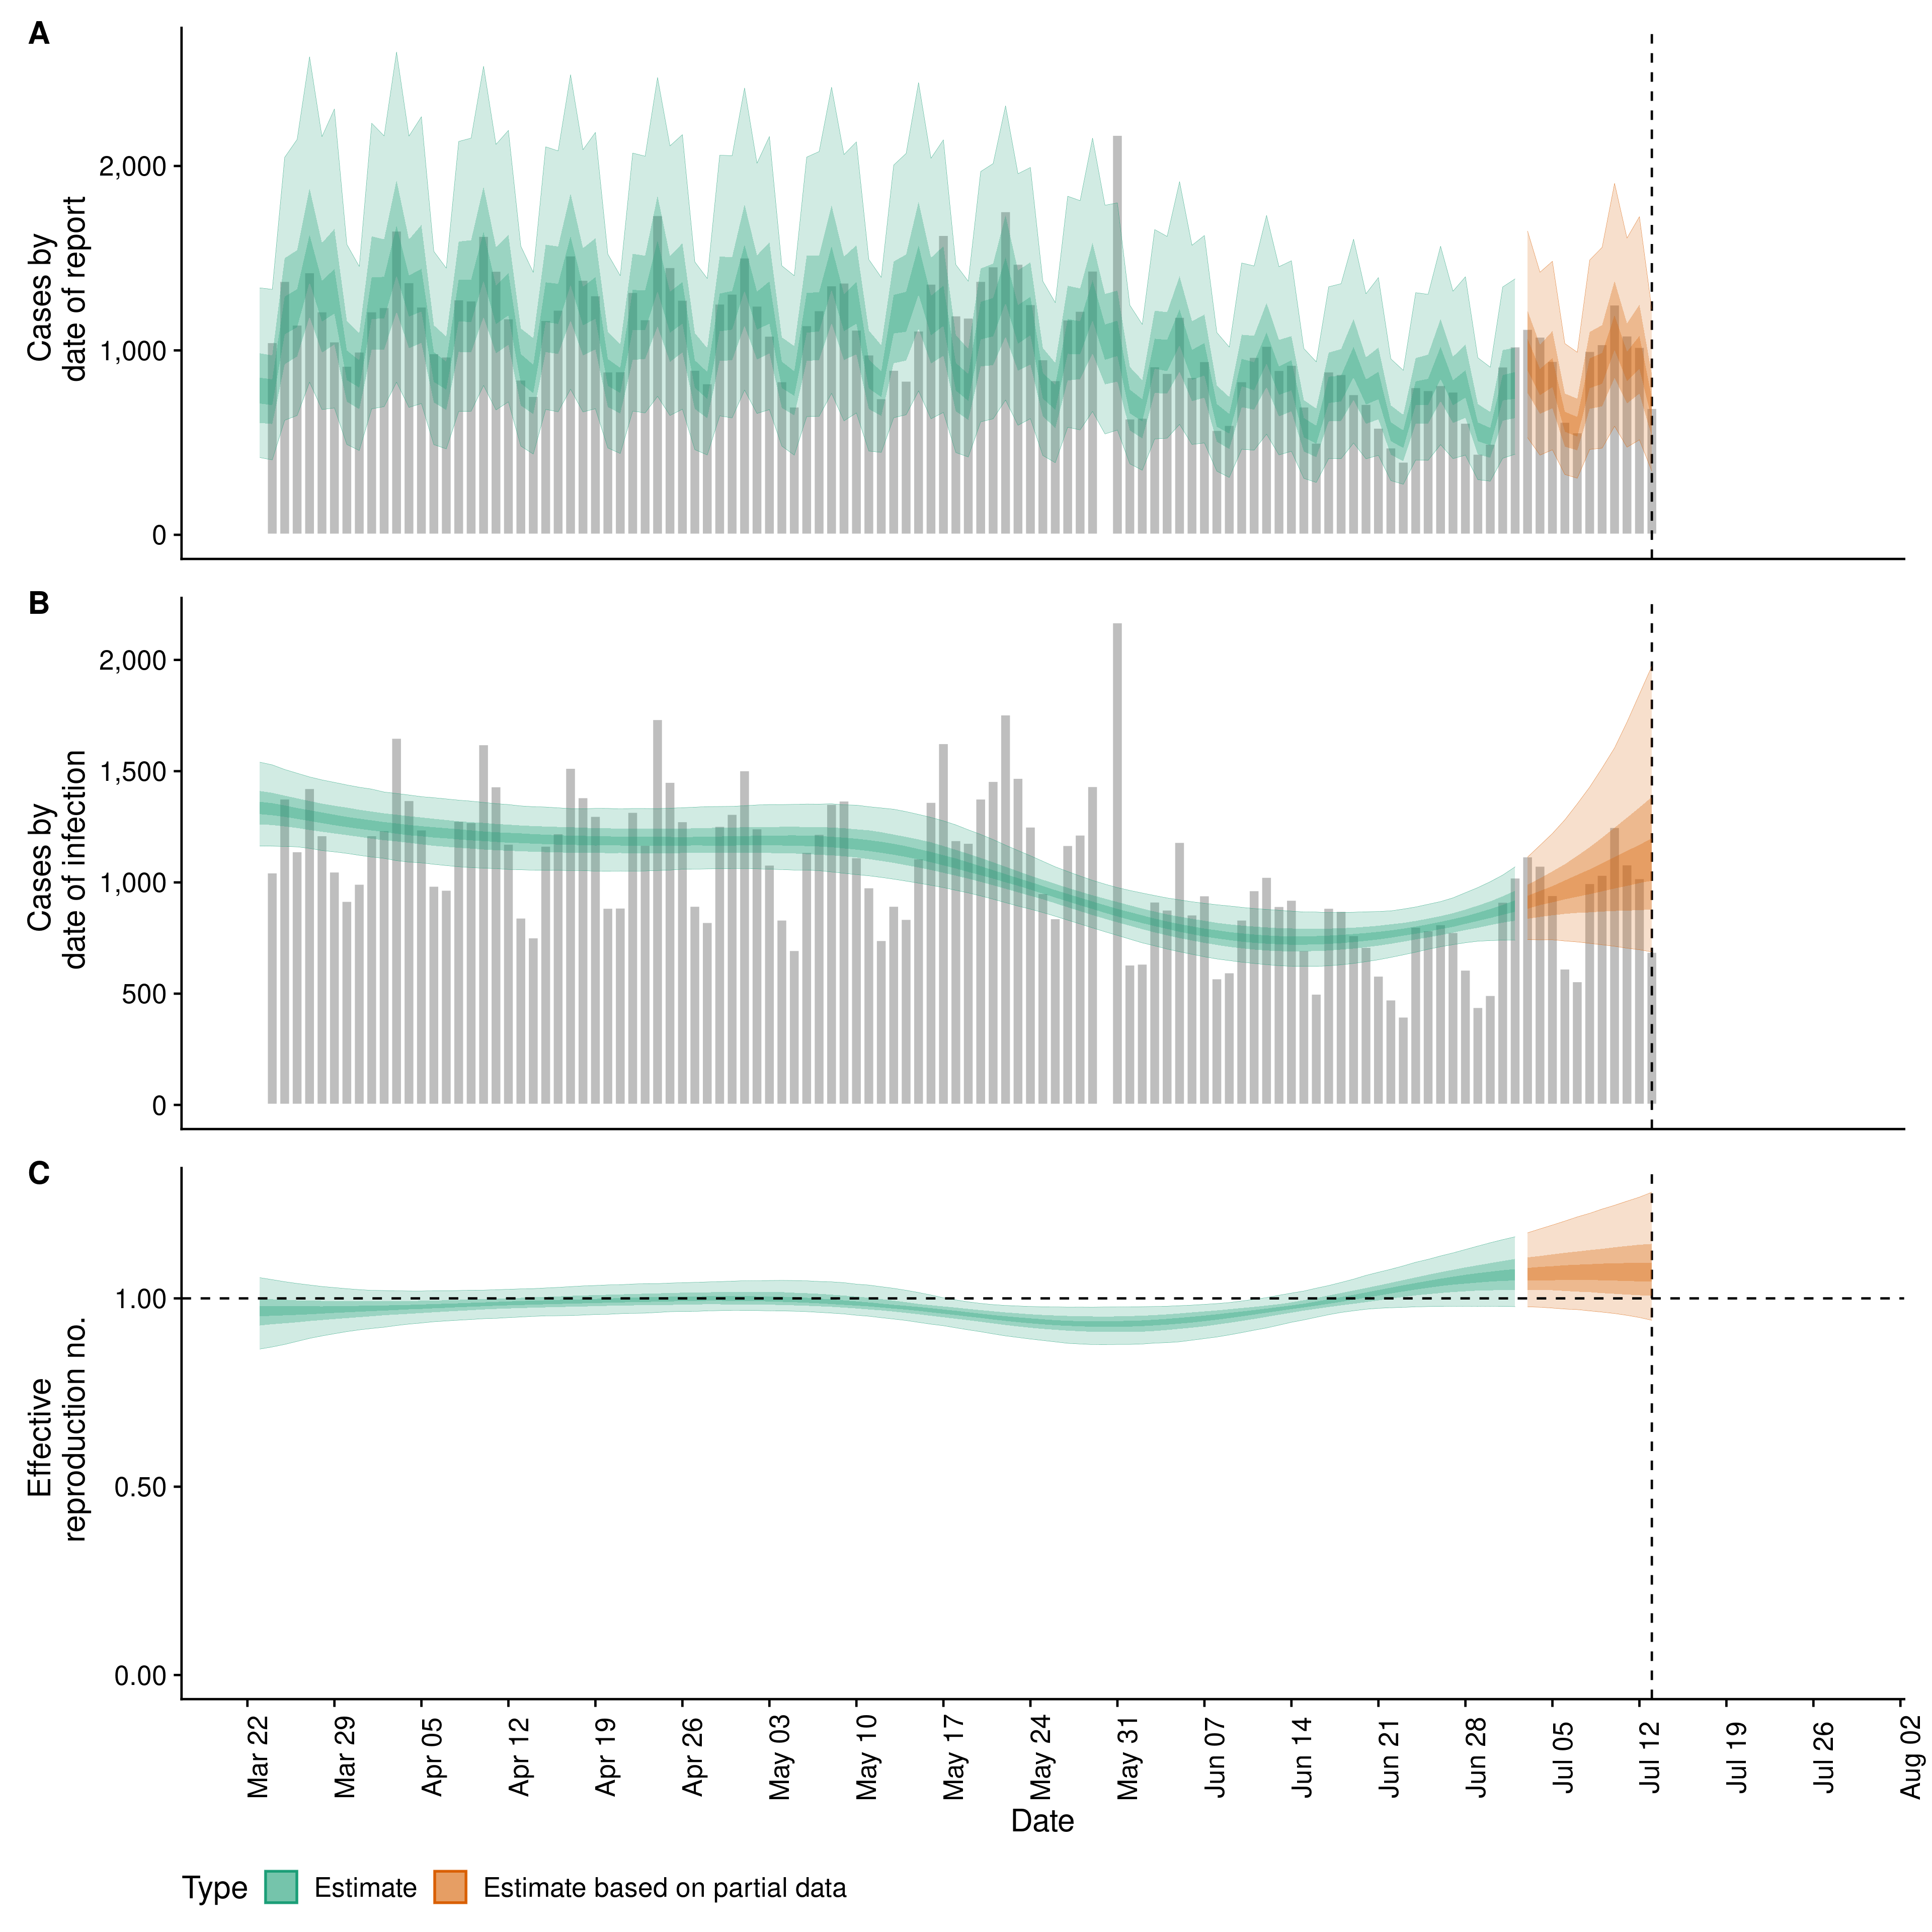 A
Cases by
date of report
2,000
1,000
0
B
Cases by
date of infection
2,000
1,500
1,000
500
0
C
Effective
reproduction no.
1.00
0.50
0.00
Mar 22
Mar 29
Apr 05
Apr 12
Apr 19
Apr 26
May 03
May 10
May 17
May 24
May 31
Jun 07
Jun 14
Jun 21
Jun 28
Jul 05
Jul 12
Jul 19
Jul 26
Aug 02
Date
Type Estimate Estimate based on partial data